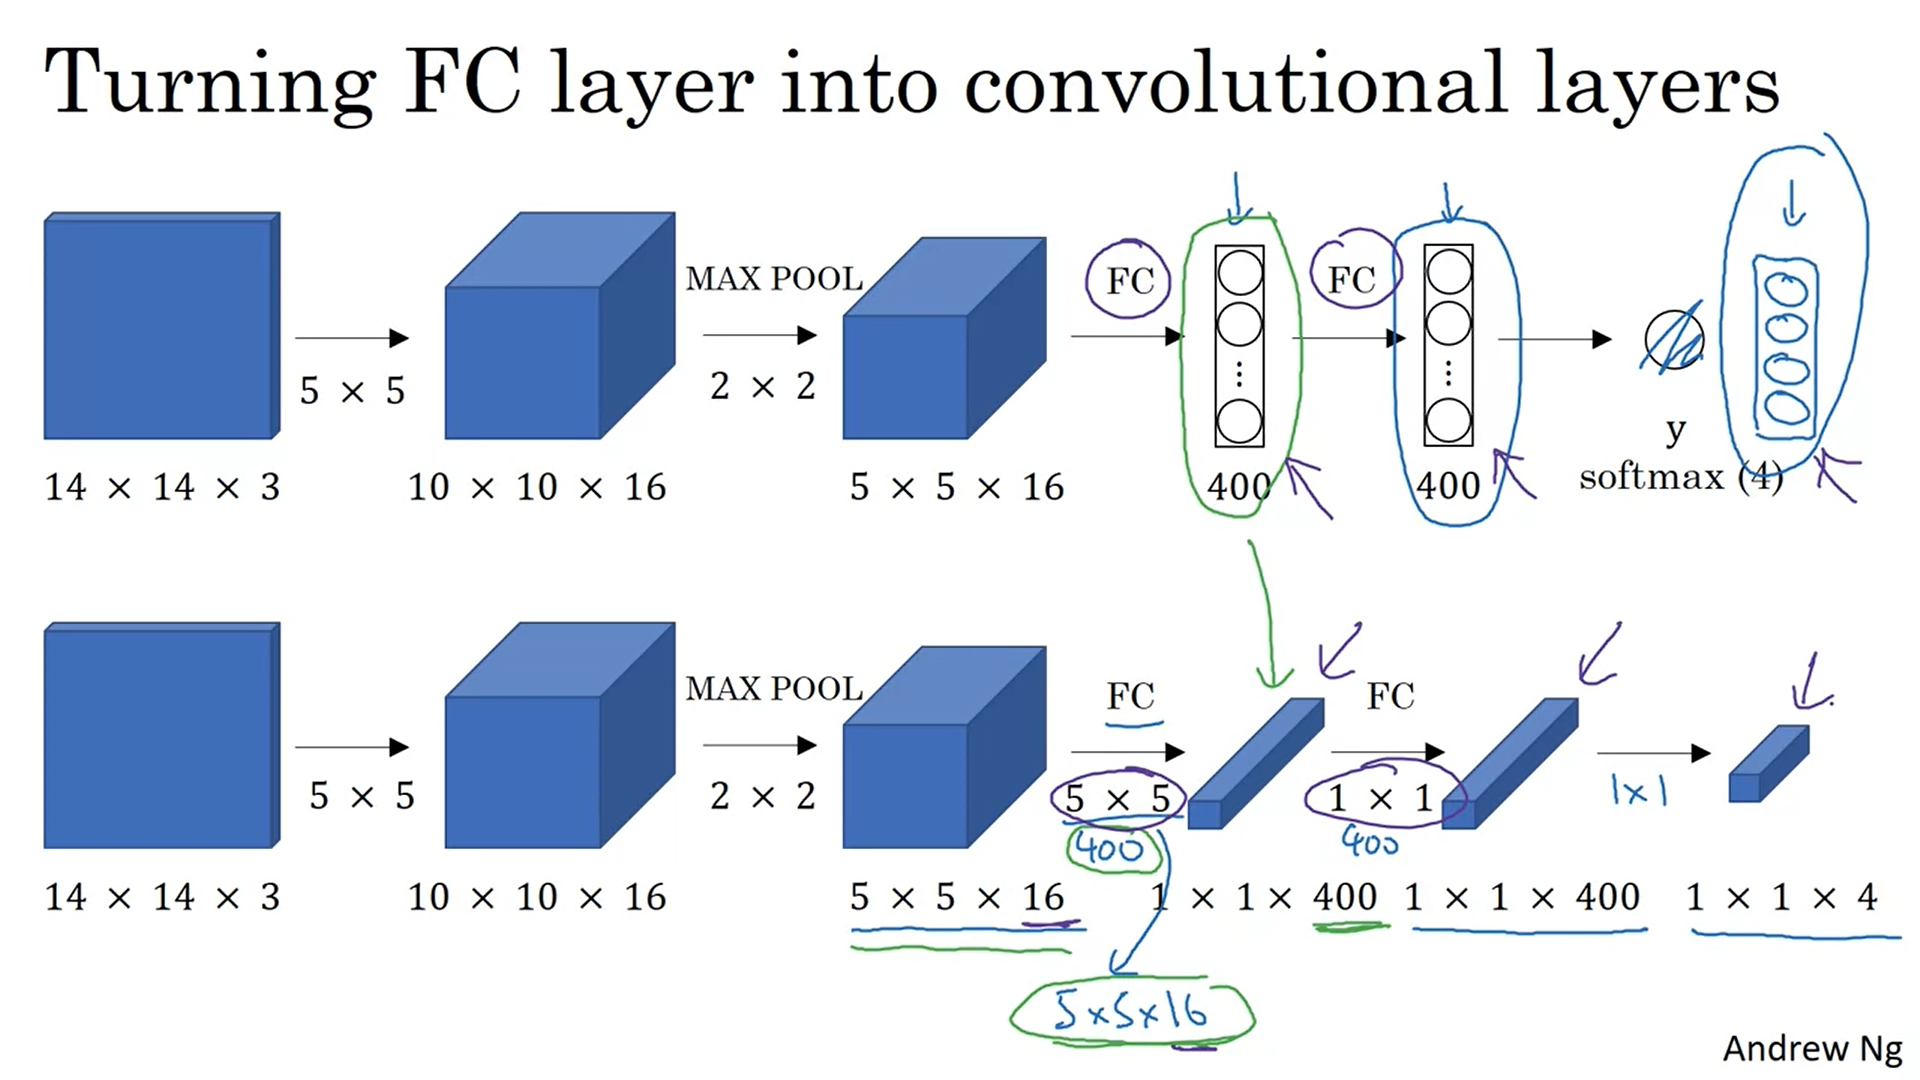 Turning FC layer into convolutional layers
MAX POOL
FC
FC
5 × 5
2 × 2
y
14 × 14 × 3
10 × 10 × 16
5 × 5 × 16
400
400
softmax (4)
MAX POOL
FC
FC
5 × 5
2 × 2
5 × 5
1 × 1
1×1
400
400
14 × 14 × 3
10 × 10 × 16
5 × 5 × 16
1 × 1 × 400
1 × 1 × 400
1 × 1 × 4
5×5×16
Andrew Ng